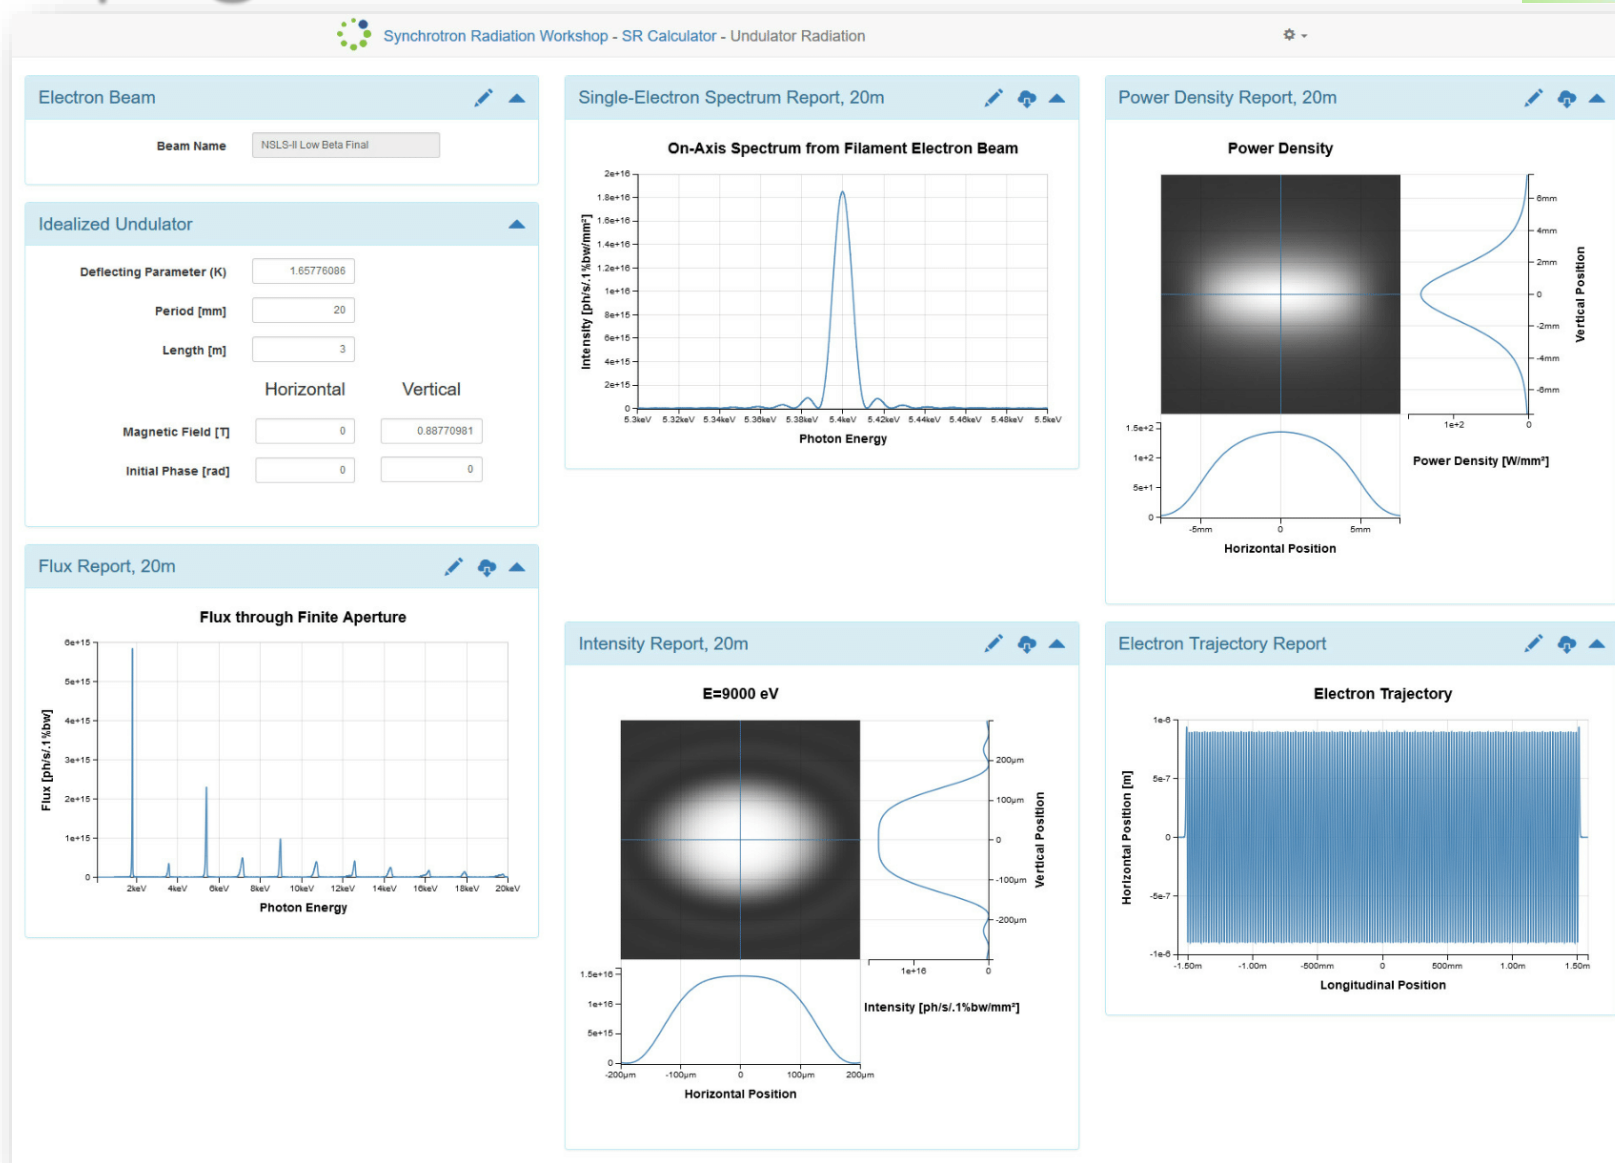 Synchrotron Radiation Workshop - SR Calculator - Undulator Radiation
Electron Beam
Beam Name NSLS-II Low Beta Final
Idealized Undulator
Deflecting Parameter (K) 1.65776086
Period [mm] 20
Length [m] 3
Horizontal Vertical
Magnetic Field [T] 0 0.88770981
Initial Phase [rad] 0 0
Flux Report, 20m
Flux through Finite Aperture
6e+15
5e+15
4e+15
3e+15
2e+15
1e+15
0
Flux [ph/s/.1%bw]
2keV 4keV 6keV 8keV 10keV 12keV 14keV 16keV 18keV 20keV
Photon Energy
Single-Electron Spectrum Report, 20m
On-Axis Spectrum from Filament Electron Beam
2e+16
1.8e+16
1.6e+16
1.4e+16
1.2e+16
1e+16
8e+15
6e+15
4e+15
2e+15
0
Intensity [ph/s/.1%bw/mm²]
5.3keV 5.32keV 5.34keV 5.36keV 5.38keV 5.4keV 5.42keV 5.44keV 5.46keV 5.48keV 5.5keV
Photon Energy
Intensity Report, 20m
E=9000 eV
200µm
100µm
0
-100µm
-200µm
Vertical Position
1e+16 0
Intensity [ph/s/.1%bw/mm²]
1.5e+16
1e+16
5e+15
0
-200µm -100µm 0 100µm 200µm
Horizontal Position
Power Density Report, 20m
Power Density
6mm
4mm
2mm
0
-2mm
-4mm
-6mm
Vertical Position
1e+2 0
Power Density [W/mm²]
1.5e+2
1e+2
5e+1
0
-5mm 0 5mm
Horizontal Position
Electron Trajectory Report
Electron Trajectory
1e-6
5e-7
0
-5e-7
-1e-6
Horizontal Position [m]
-1.50m -1.00m -500mm 0 500mm 1.00m 1.50m
Longitudinal Position